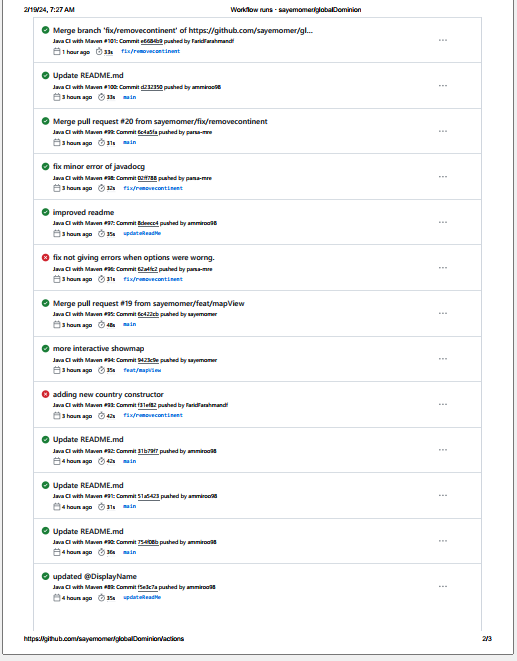 2/19/24, 7:27 AM
Workflow runs · sayemomer/globalDominion
Merge branch 'fix/removecontinent' of https://github.com/sayemomer/gl...
Java CI with Maven #101: Commit e6684b9 pushed by FaridFarahmandf
1 hour ago 33s fix/removecontinent
Update README.md
Java CI with Maven #100: Commit d232350 pushed by ammiroo98
3 hours ago 33s main
Merge pull request #20 from sayemomer/fix/removecontinent
Java CI with Maven #99: Commit 6c4a5fa pushed by parsa-mre
3 hours ago 31s main
fix minor error of javadocg
Java CI with Maven #98: Commit 02ff788 pushed by parsa-mre
3 hours ago 32s fix/removecontinent
improved readme
Java CI with Maven #97: Commit 8deecc4 pushed by ammiroo98
3 hours ago 35s updateReadMe
fix not giving errors when options were worng.
Java CI with Maven #96: Commit 62a4fc2 pushed by parsa-mre
3 hours ago 31s fix/removecontinent
Merge pull request #19 from sayemomer/feat/mapView
Java CI with Maven #95: Commit 6c422cb pushed by sayemomer
3 hours ago 48s main
more interactive showmap
Java CI with Maven #94: Commit 9423c9e pushed by sayemomer
3 hours ago 35s feat/mapView
adding new country constructor
Java CI with Maven #93: Commit f31ef82 pushed by FaridFarahmandf
3 hours ago 42s fix/removecontinent
Update README.md
Java CI with Maven #92: Commit 31b79f7 pushed by ammiroo98
4 hours ago 42s main
Update README.md
Java CI with Maven #91: Commit 51a5423 pushed by ammiroo98
4 hours ago 31s main
Update README.md
Java CI with Maven #90: Commit 754f08b pushed by ammiroo98
4 hours ago 36s main
updated @DisplayName
Java CI with Maven #89: Commit f5e3c7a pushed by ammiroo98
4 hours ago 35s updateReadMe
https://github.com/sayemomer/globalDominion/actions
2/3